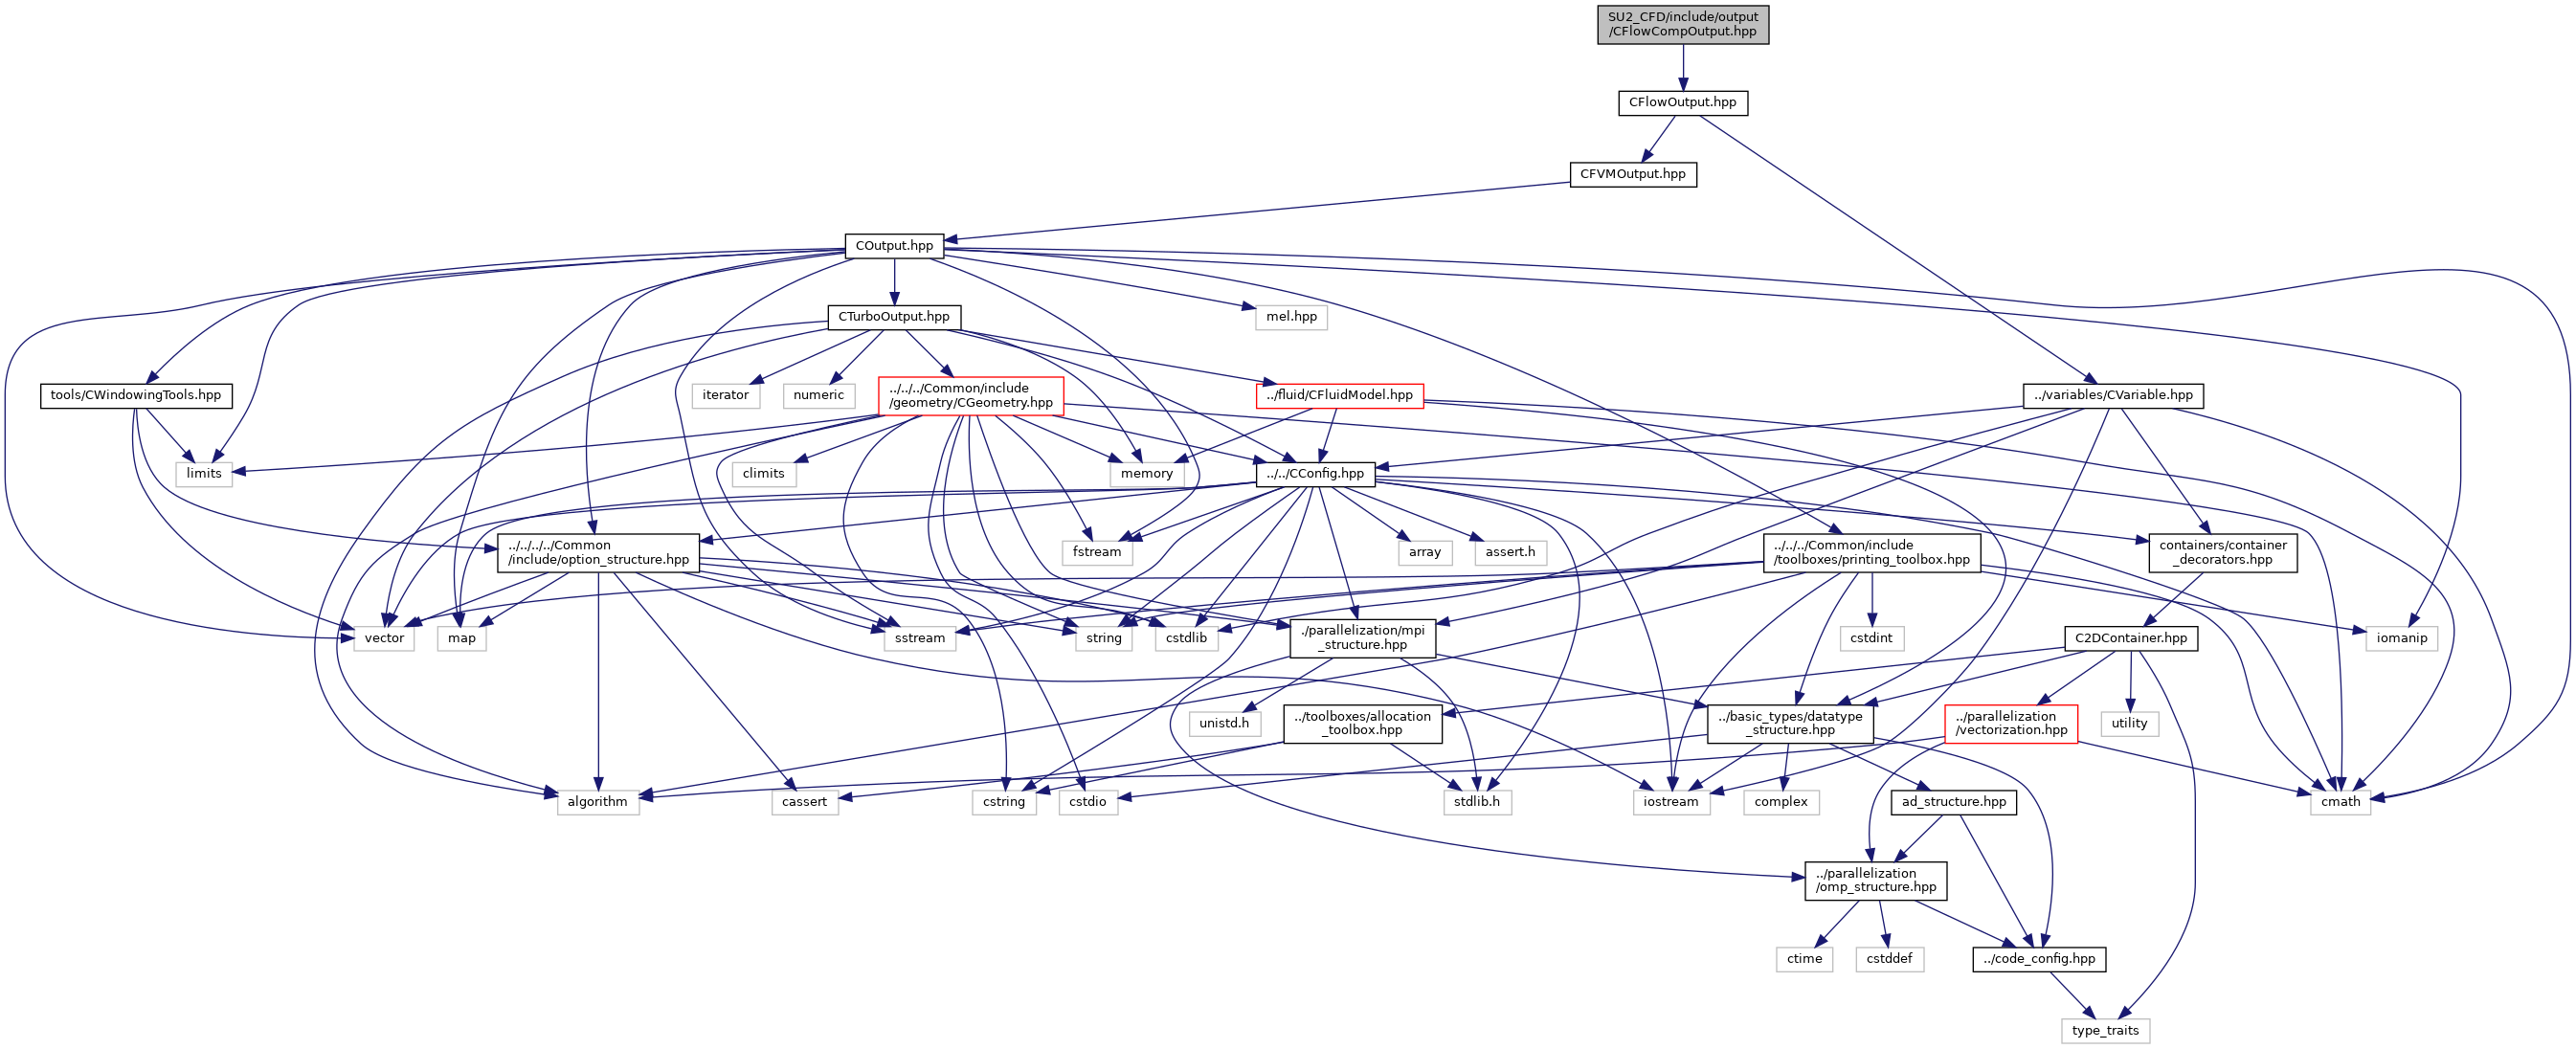 SU2_CFD/include/output
/CFlowCompOutput.hpp
CFlowOutput.hpp
CFVMOutput.hpp
COutput.hpp
CTurboOutput.hpp
mel.hpp
tools/CWindowingTools.hpp
iterator
numeric
../../../Common/include
/geometry/CGeometry.hpp
../fluid/CFluidModel.hpp
../variables/CVariable.hpp
limits
climits
memory
../../CConfig.hpp
../../../../Common
/include/option_structure.hpp
fstream
array
assert.h
../../../Common/include
/toolboxes/printing_toolbox.hpp
containers/container
_decorators.hpp
vector
map
sstream
string
cstdlib
./parallelization/mpi
_structure.hpp
cstdint
C2DContainer.hpp
iomanip
unistd.h
../toolboxes/allocation
_toolbox.hpp
../basic_types/datatype
_structure.hpp
../parallelization
/vectorization.hpp
utility
algorithm
cassert
cstring
cstdio
stdlib.h
iostream
complex
ad_structure.hpp
cmath
../parallelization
/omp_structure.hpp
ctime
cstddef
../code_config.hpp
type_traits